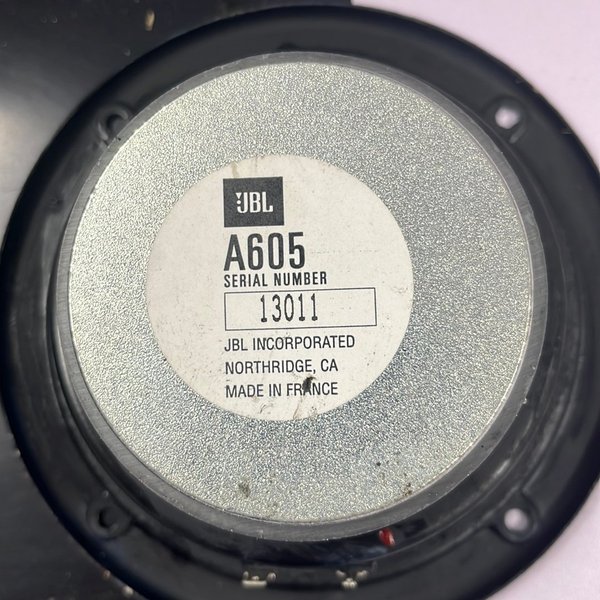 JBL
A605
SERIAL NUMBER
13011
JBL INCORPORATED
NORTHRIDGE, CA
MADE IN FRANCE